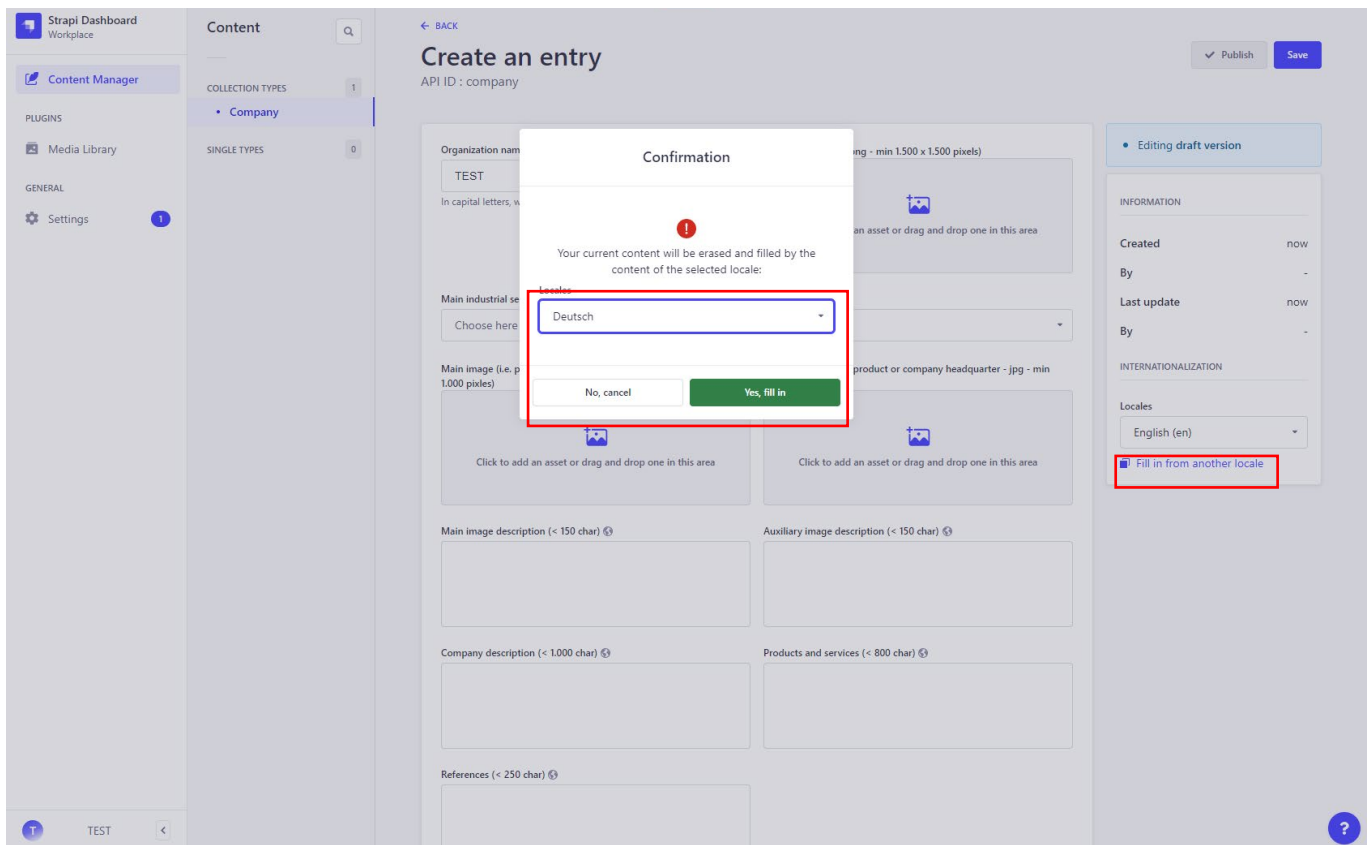 Strapi Dashboard
Workplace
Content Manager
PLUGINS
Media Library
GENERAL
Settings
1
T
TEST
Content
COLLECTION TYPES
1
Company
SINGLE TYPES
0
BACK
Create an entry
API ID : company
Publish
Save
Organization nam
TEST
In capital letters, w
ng - min 1.500 x 1.500 pixels)
an asset or drag and drop one in this area
Confirmation
Your current content will be erased and filled by the
content of the selected locale:
Locales
Deutsch
No, cancel
Yes, fill in
Main industrial se
Choose here
Main image (i.e. p
1.000 pixles)
product or company headquarter - jpg - min
Click to add an asset or drag and drop one in this area
Click to add an asset or drag and drop one in this area
Main image description (< 150 char)
Auxiliary image description (< 150 char)
Company description (< 1.000 char)
Products and services (< 800 char)
References (< 250 char)
Editing draft version
INFORMATION
Created
now
By
-
Last update
now
By
-
INTERNATIONALIZATION
Locales
English (en)
Fill in from another locale
?